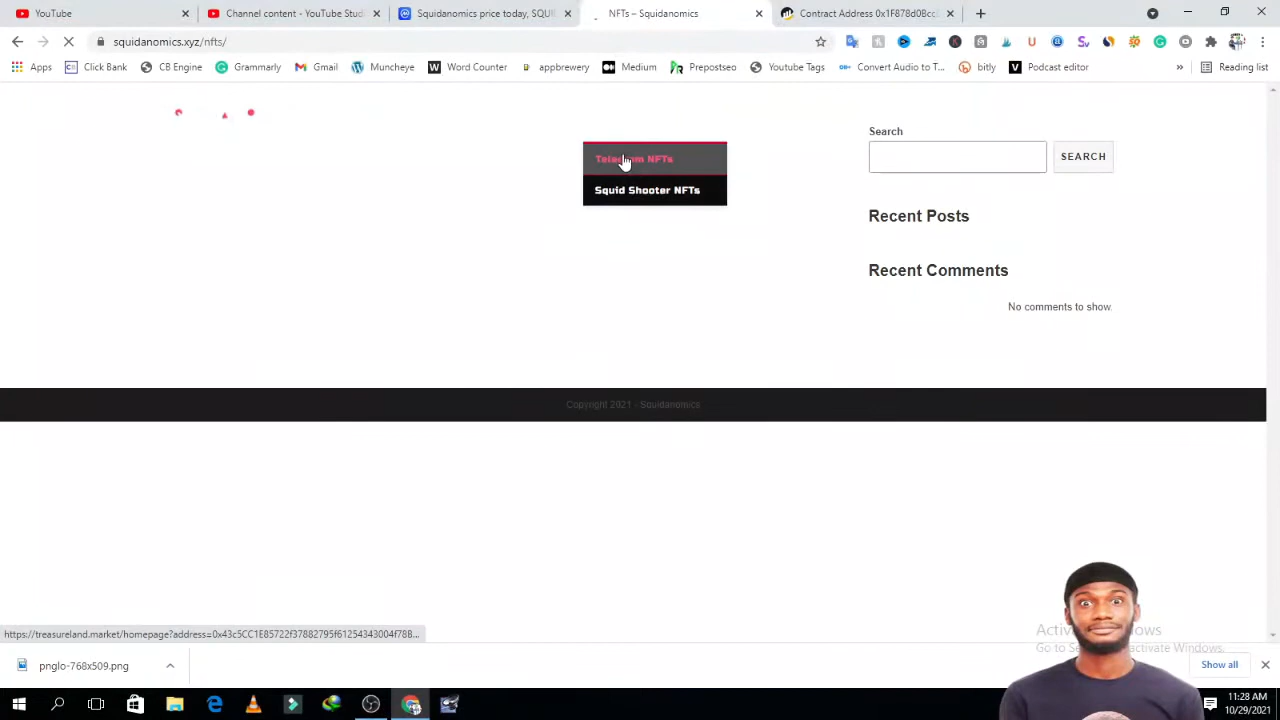 YouTube
Channel content - YouTube Studi
Squidanomics price today, SQUI
NFTs – Squidanomics
Contract Address 0x1F878d0Bcc
squidanomics.xyz/nfts/
Apps
Click Bank
CB Engine
Grammarly
Gmail
Muncheye
Word Counter
appbrewery
Medium
Prepostseo
Youtube Tags
Convert Audio to T...
bitly
Podcast editor
»
Reading list
Search
SEARCH
NFTs
Squid Shooter NFTs
Recent Posts
Recent Comments
No comments to show.
Copyright 2021 - Squidanomics
https://treasureland.market/homepage?address=0x43c5CC1E85722f37882795f61254343004f788...
pnglo-768x509.png
Show all
11:28 AM
10/29/2021